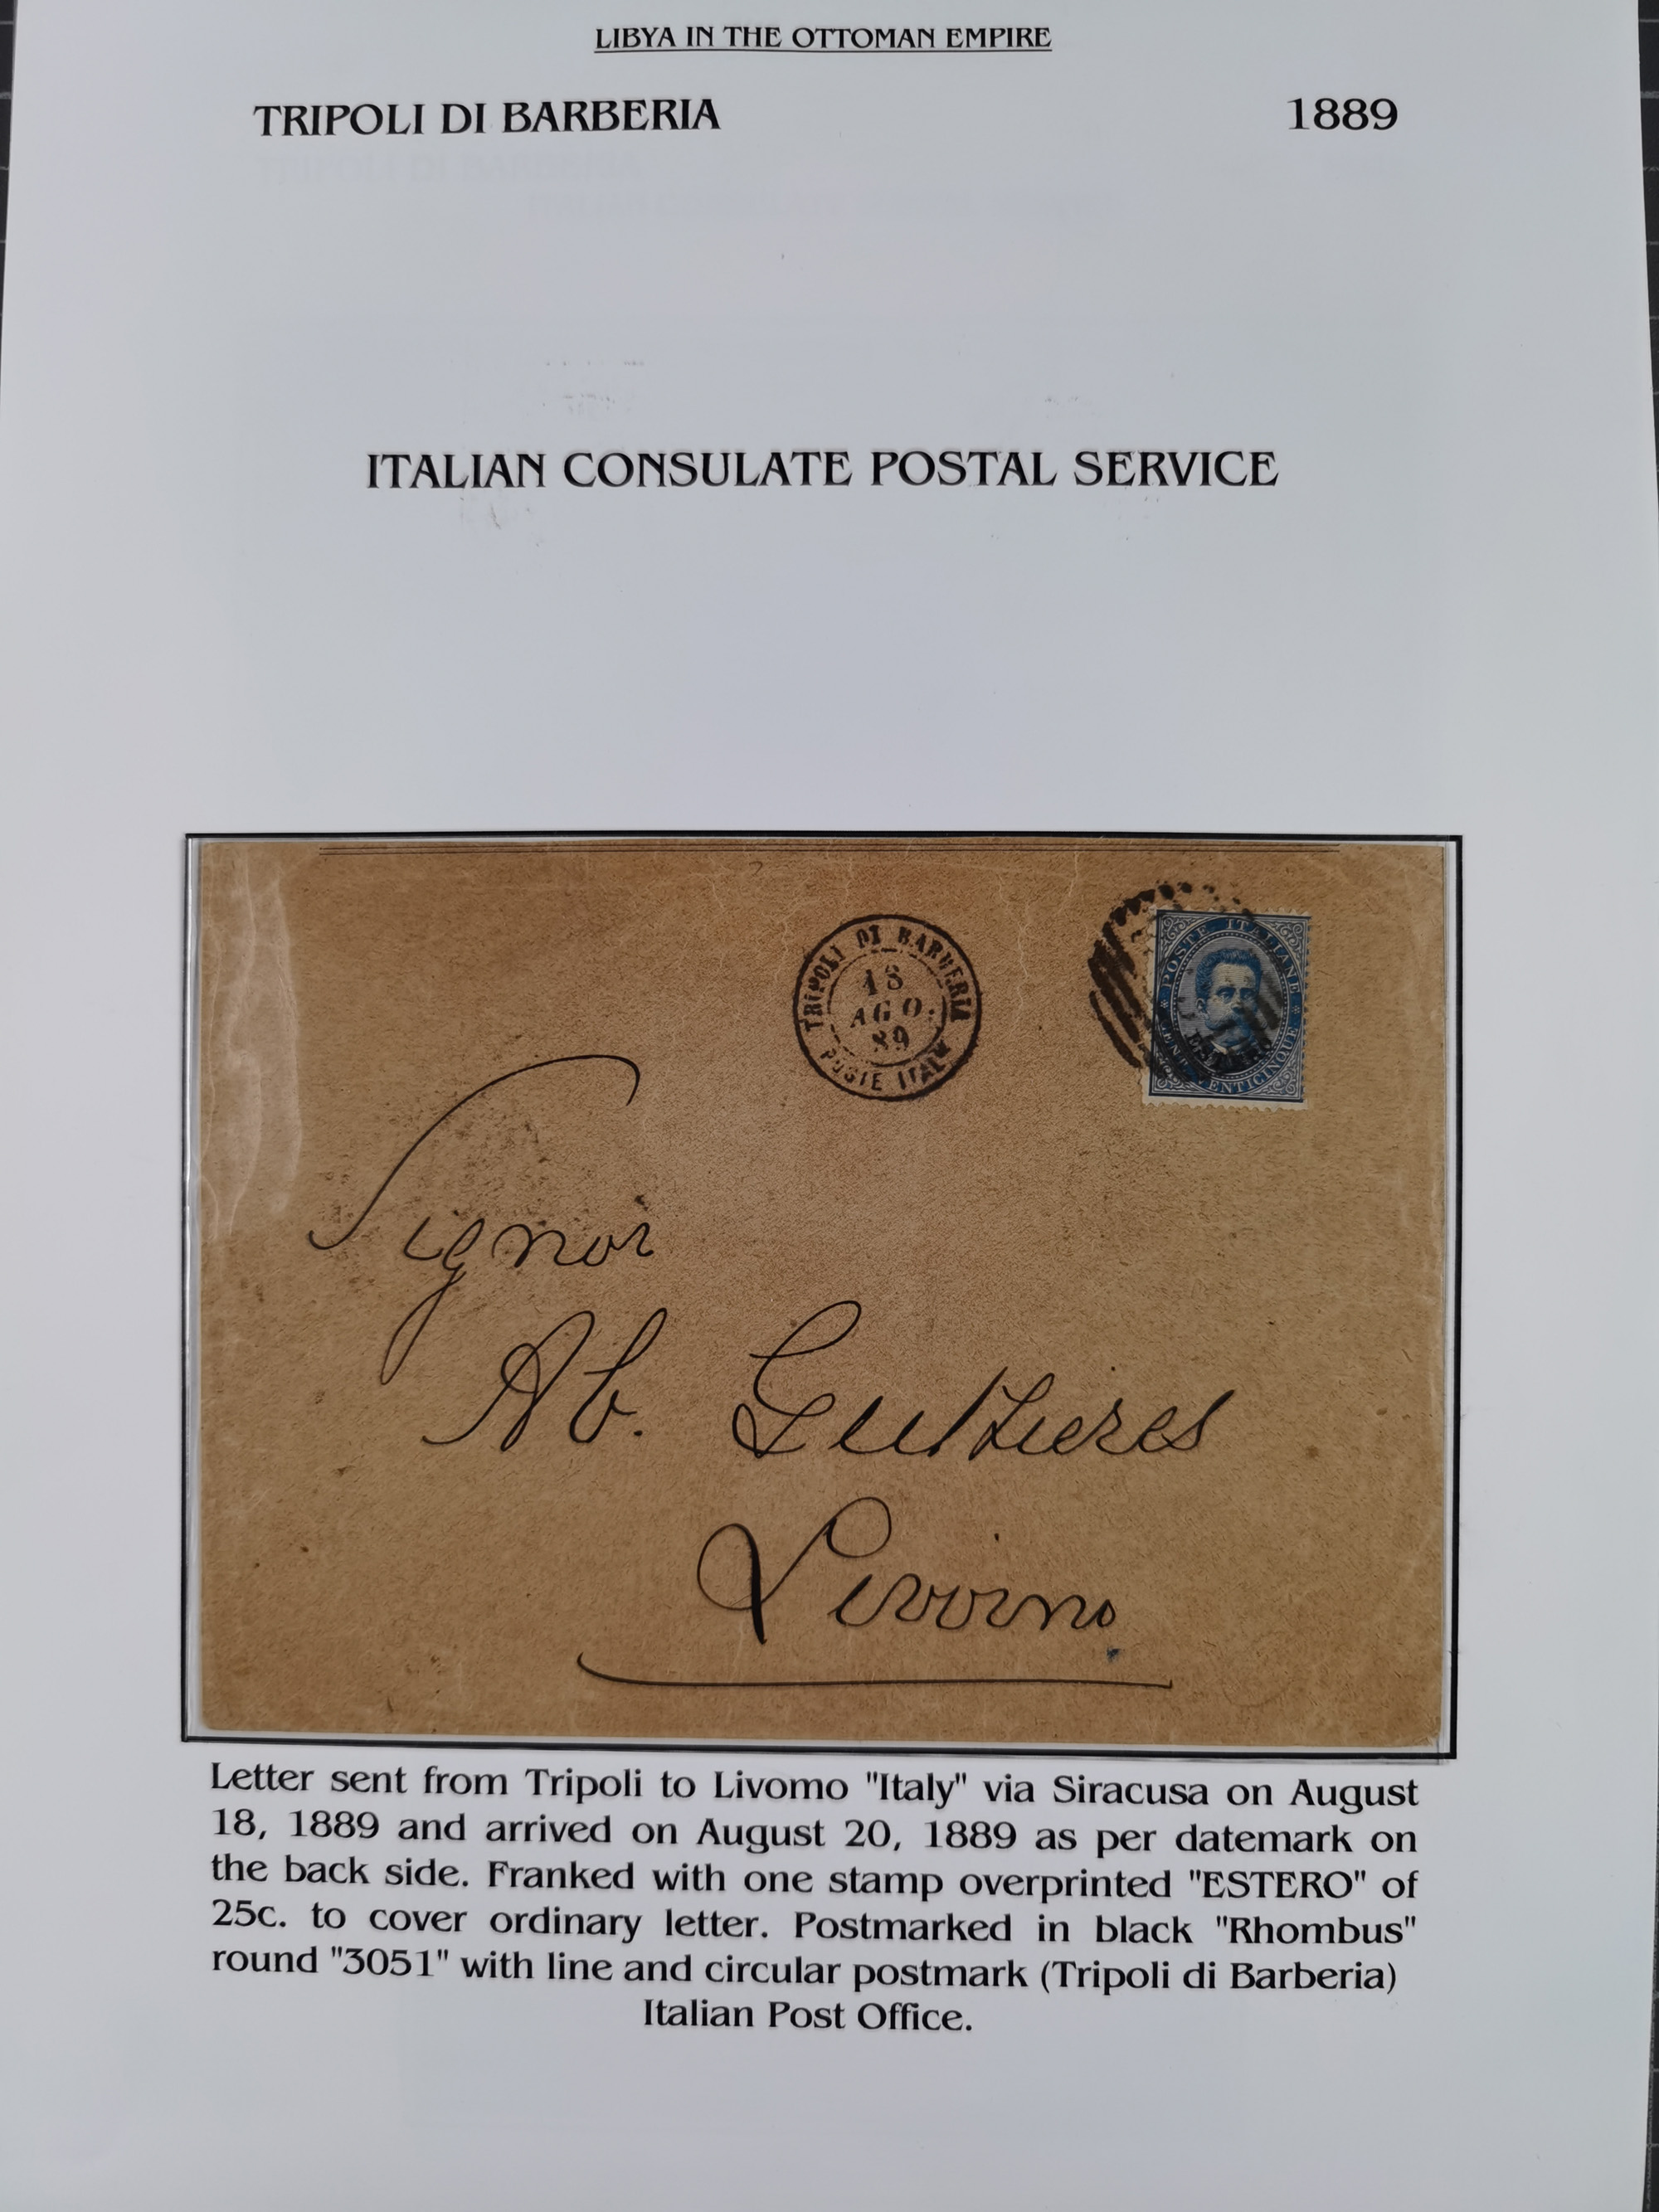 LIBYA IN THE OTTOMAN EMPIRE
TRIPOLI DI BARBERIA 1889
ITALIAN CONSULATE POSTAL SERVICE
TRIPOLI DI BARBERIA
18
AGO.
89
POSTE ITALIANE
ESTERO
VENTICINQUE
Signor
Ab. Guttieres
Livorno
Letter sent from Tripoli to Livomo "Italy" via Siracusa on August
18, 1889 and arrived on August 20, 1889 as per datemark on
the back side. Franked with one stamp overprinted "ESTERO" of
25c. to cover ordinary letter. Postmarked in black "Rhombus"
round "3051" with line and circular postmark (Tripoli di Barberia)
Italian Post Office.